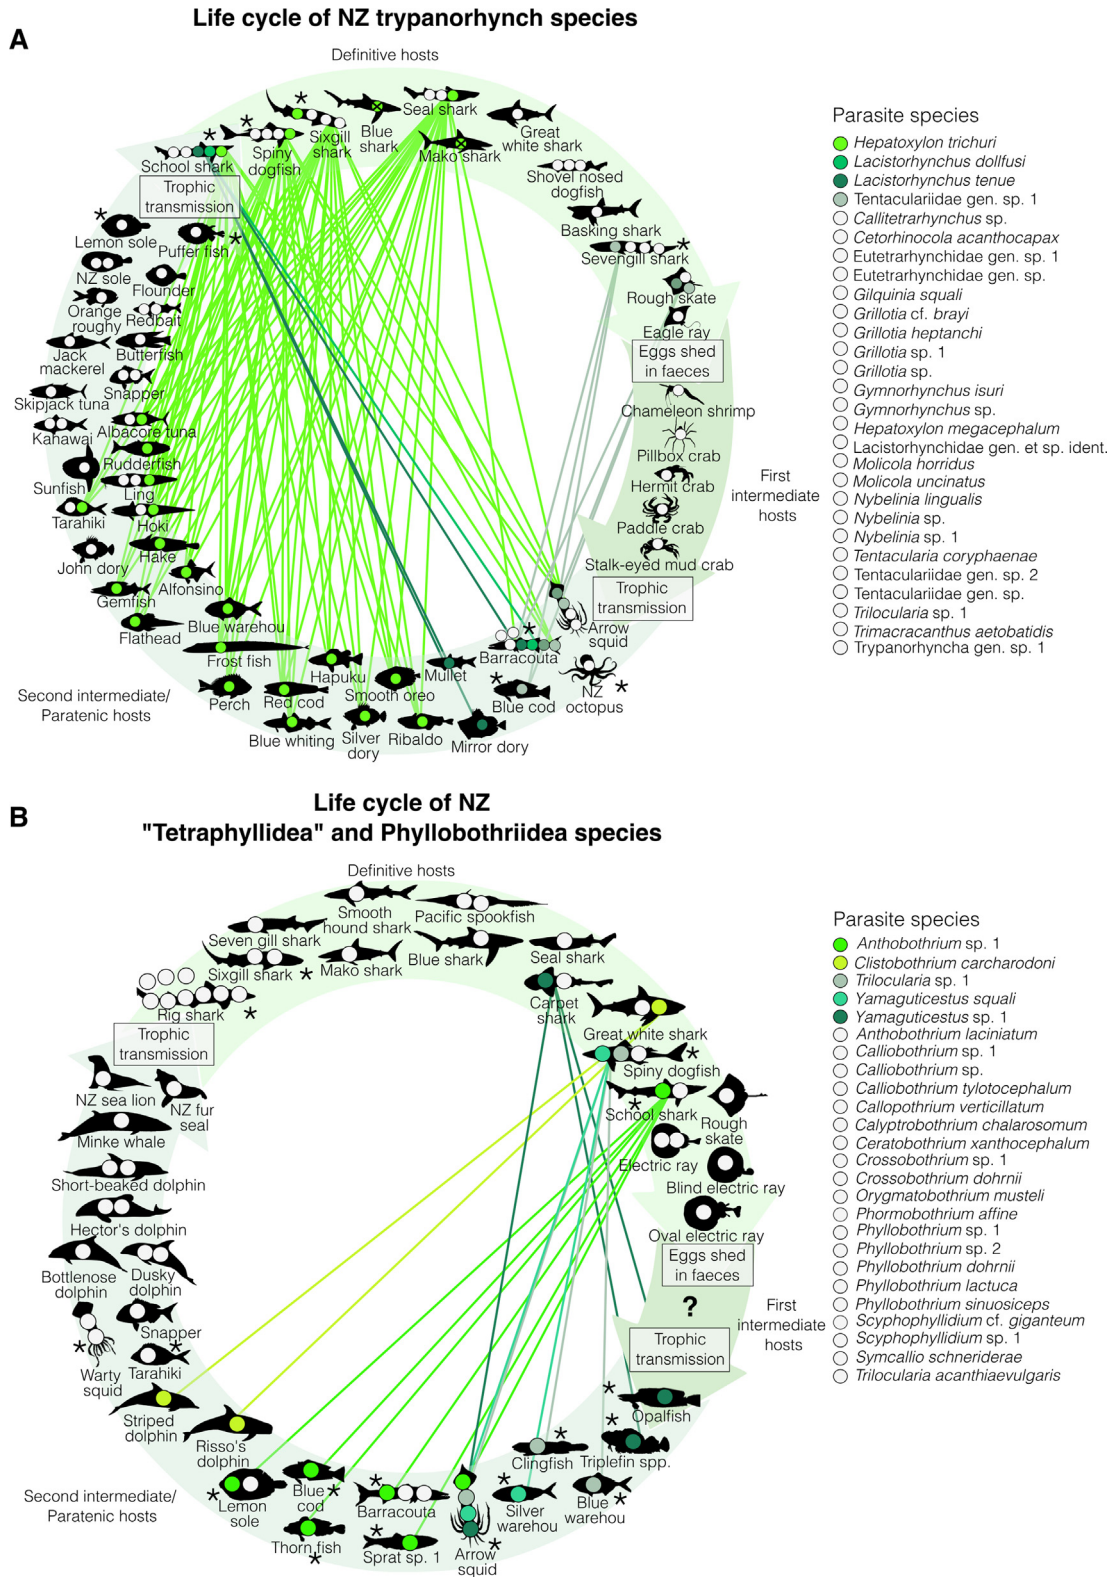 Life cycle of NZ trypanorhynch species
A
Definitive hosts
Seal shark
Sixgill
shark
Blue
shark
Great
white shark
Mako shark
Spiny
dogfish
School shark
Shovel nosed
dogfish
Trophic
transmission
Basking shark
Sevengill shark
Lemon sole
Puffer fish
NZ sole
Flounder
Rough skate
Orange
roughy
Redbait
Eagle ray
Jack
mackerel
Butterfish
Eggs shed
in faeces
Snapper
Skipjack tuna
Chameleon shrimp
Kahawai
Albacore tuna
Pillbox crab
Rudderfish
Sunfish
Ling
Hermit crab
First
intermediate
hosts
Tarahiki
Hoki
Paddle crab
John dory
Hake
Stalk-eyed mud crab
Alfonsino
Gemfish
Trophic
transmission
Flathead
Blue warehou
Arrow
squid
Frost fish
Barracouta
Hapuku
Mullet
NZ
octopus
Second intermediate/
Paratenic hosts
Perch
Red cod
Smooth oreo
Blue cod
Blue whiting
Silver
dory
Ribaldo
Mirror dory
Parasite species
Hepatoxylon trichuri
Lacistorhynchus dollfusi
Lacistorhynchus tenue
Tentaculariidae gen. sp. 1
Callitetrarhynchus sp.
Cetorhinocola acanthocapax
Eutetrarhynchidae gen. sp. 1
Eutetrarhynchidae gen. sp.
Gilquinia squali
Grillotia cf. brayi
Grillotia heptanchi
Grillotia sp. 1
Grillotia sp.
Gymnorhynchus isuri
Gymnorhynchus sp.
Hepatoxylon megacephalum
Lacistorhynchidae gen. et sp. ident.
Molicola horridus
Molicola uncinatus
Nybelinia lingualis
Nybelinia sp.
Nybelinia sp. 1
Tentacularia coryphaenae
Tentaculariidae gen. sp. 2
Tentaculariidae gen. sp.
Trilocularia sp. 1
Trimacracanthus aetobatidis
Trypanorhyncha gen. sp. 1
Life cycle of NZ
"Tetraphyllidea" and Phyllobothriidea species
B
Definitive hosts
Smooth
hound shark
Pacific spookfish
Seven gill shark
Sixgill shark
Mako shark
Blue shark
Seal shark
Rig shark
Carpet
shark
Great white shark
Trophic
transmission
Spiny dogfish
NZ sea lion
NZ fur
seal
School shark
Rough
skate
Minke whale
Electric ray
Short-beaked dolphin
Blind electric ray
Hector's dolphin
Oval electric ray
Bottlenose
dolphin
Dusky
dolphin
Eggs shed
in faeces
?
First
intermediate
hosts
Snapper
Warty
squid
Tarahiki
Trophic
transmission
Striped
dolphin
Risso's
dolphin
Opalfish
Clingfish
Triplefin spp.
Second intermediate/
Paratenic hosts
Lemon
sole
Blue
cod
Barracouta
Silver
warehou
Blue
warehou
Thorn fish
Sprat sp. 1
Arrow
squid
Parasite species
Anthobothrium sp. 1
Clistobothrium carcharodoni
Trilocularia sp. 1
Yamaguticestus squali
Yamaguticestus sp. 1
Anthobothrium laciniatum
Calliobothrium sp. 1
Calliobothrium sp.
Calliobothrium tylotocephalum
Callopothrium verticillatum
Calyptrobothrium chalarosomum
Ceratobothrium xanthocephalum
Crossobothrium sp. 1
Crossobothrium dohrnii
Orygmatobothrium musteli
Phormobothrium affine
Phyllobothrium sp. 1
Phyllobothrium sp. 2
Phyllobothrium dohrnii
Phyllobothrium lactuca
Phyllobothrium sinuosiceps
Scyphophyllidium cf. giganteum
Scyphophyllidium sp. 1
Symcallio schneriderae
Trilocularia acanthiaevulgaris